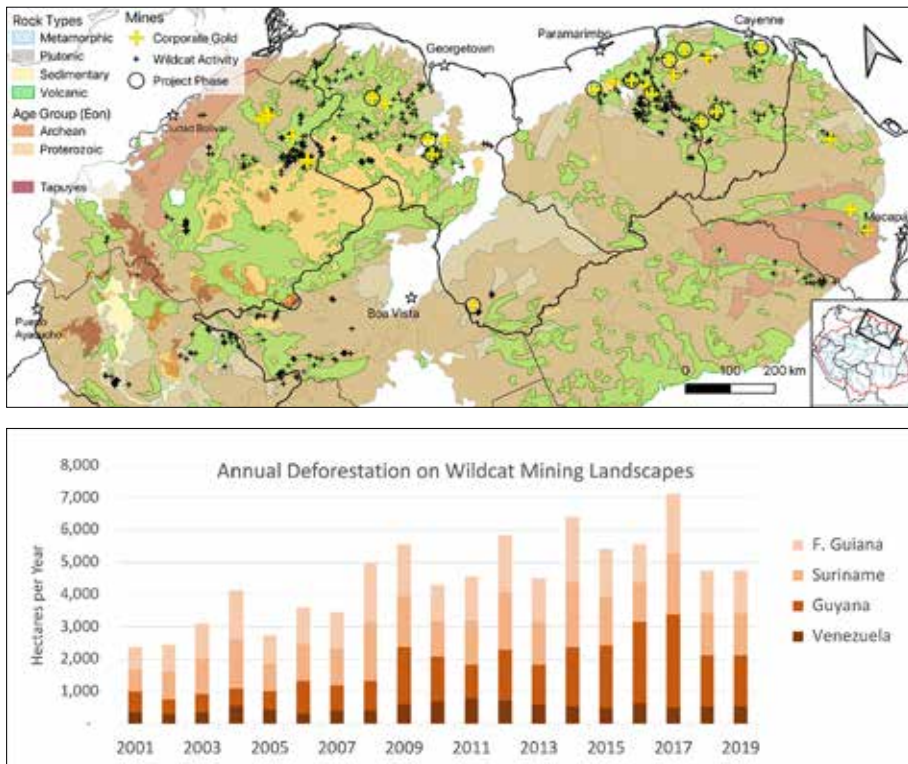 Rock Types
Metamorphic
Plutonic
Sedimentary
Volcanic
Age Group (Eon)
Archean
Proterozoic
Tapuyes
Mines
Corporate Gold
Wildcat Activity
Project Phase
Georgetown
Paramarimbo
Cayenne
Ciudad Bolivar
Macapá
Boa Vista
Puerto
Ayacucho
0 100 200 km
Annual Deforestation on Wildcat Mining Landscapes
Hectares per Year
8,000
7,000
6,000
5,000
4,000
3,000
2,000
1,000
-
2001 2003 2005 2007 2009 2011 2013 2015 2017 2019
F. Guiana
Suriname
Guyana
Venezuela